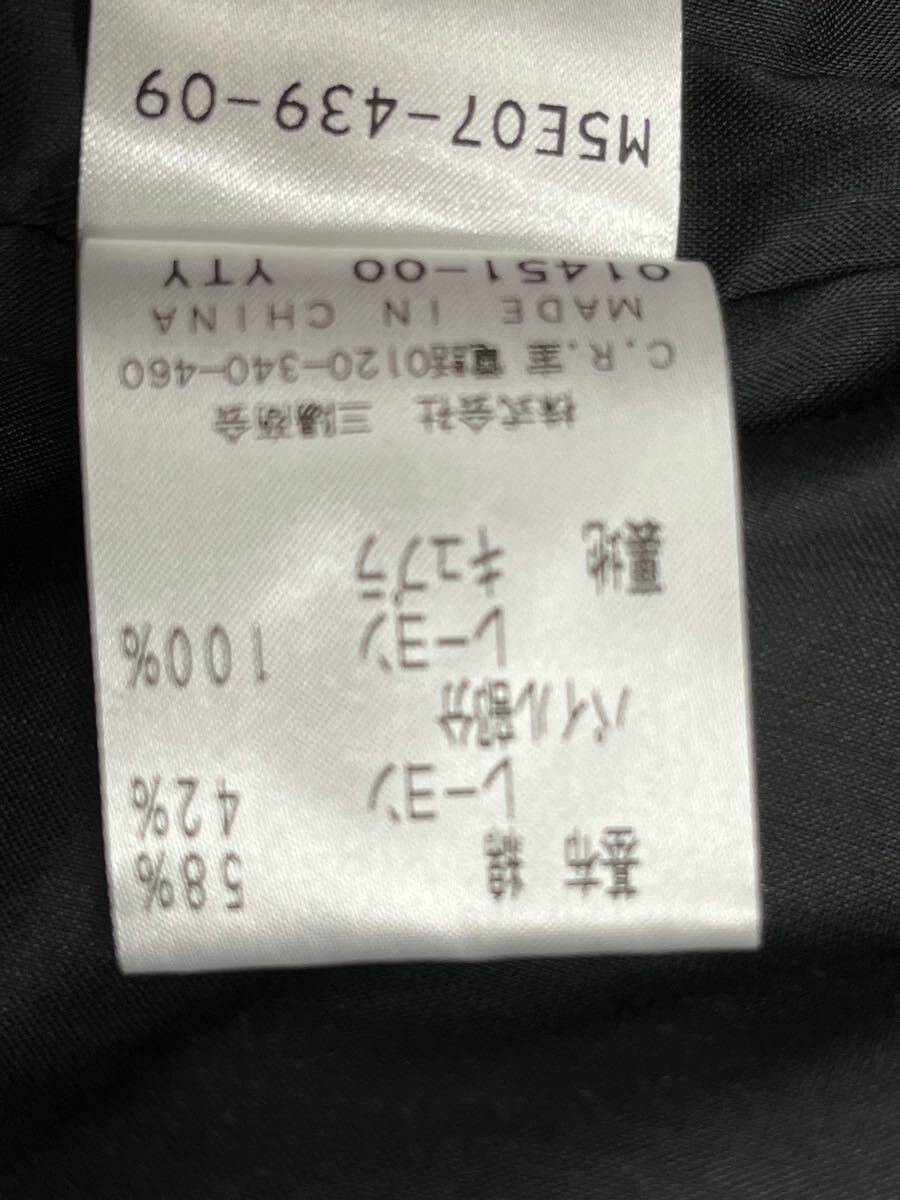 基布 綿 58%
レーヨン 42%
パイル部分
レーヨン 100%
裏地 キュプラ
株式会社 三陽商会
C.R.室 電話0120-340-460
MADE IN CHINA
01451-00 YTY
M5E07-439-09